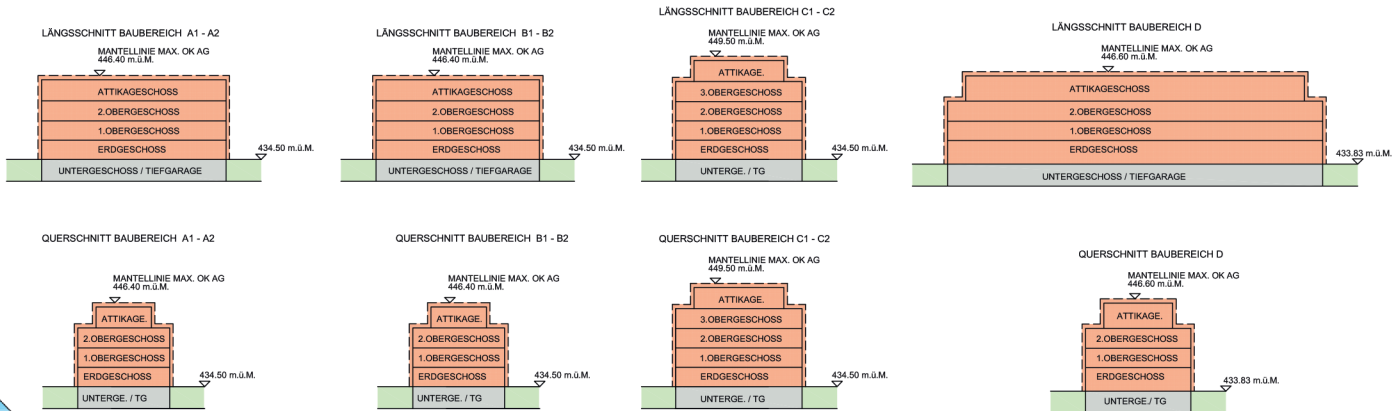 LÄNGSSCHNITT BAUBEREICH A1 - A2
MANTELLINIE MAX. OK AG
446.40 m.ü.M.
ATTIKAGESCHOSS
2.OBERGESCHOSS
1.OBERGESCHOSS
ERDGESCHOSS
434.50 m.ü.M.
UNTERGESCHOSS / TIEFGARAGE
LÄNGSSCHNITT BAUBEREICH B1 - B2
MANTELLINIE MAX. OK AG
446.40 m.ü.M.
ATTIKAGESCHOSS
2.OBERGESCHOSS
1.OBERGESCHOSS
ERDGESCHOSS
434.50 m.ü.M.
UNTERGESCHOSS / TIEFGARAGE
LÄNGSSCHNITT BAUBEREICH C1 - C2
MANTELLINIE MAX. OK AG
449.50 m.ü.M.
ATTIKAGE.
3.OBERGESCHOSS
2.OBERGESCHOSS
1.OBERGESCHOSS
ERDGESCHOSS
434.50 m.ü.M.
UNTERGE. / TG
LÄNGSSCHNITT BAUBEREICH D
MANTELLINIE MAX. OK AG
446.60 m.ü.M.
ATTIKAGESCHOSS
2.OBERGESCHOSS
1.OBERGESCHOSS
ERDGESCHOSS
433.83 m.ü.M.
UNTERGESCHOSS / TIEFGARAGE
QUERSCHNITT BAUBEREICH A1 - A2
MANTELLINIE MAX. OK AG
446.40 m.ü.M.
ATTIKAGE.
2.OBERGESCHOSS
1.OBERGESCHOSS
ERDGESCHOSS
434.50 m.ü.M.
UNTERGE. / TG
QUERSCHNITT BAUBEREICH B1 - B2
MANTELLINIE MAX. OK AG
446.40 m.ü.M.
ATTIKAGE.
2.OBERGESCHOSS
1.OBERGESCHOSS
ERDGESCHOSS
434.50 m.ü.M.
UNTERGE. / TG
QUERSCHNITT BAUBEREICH C1 - C2
MANTELLINIE MAX. OK AG
449.50 m.ü.M.
ATTIKAGE.
3.OBERGESCHOSS
2.OBERGESCHOSS
1.OBERGESCHOSS
ERDGESCHOSS
434.50 m.ü.M.
UNTERGE. / TG
QUERSCHNITT BAUBEREICH D
MANTELLINIE MAX. OK AG
446.60 m.ü.M.
ATTIKAGE.
2.OBERGESCHOSS
1.OBERGESCHOSS
ERDGESCHOSS
433.83 m.ü.M.
UNTERGE./ TG